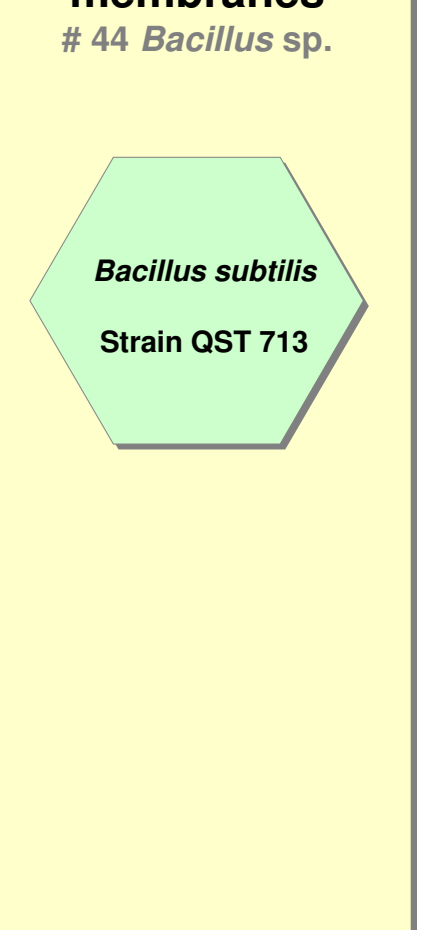 membranes
# 44 Bacillus sp.
Bacillus subtilis
Strain QST 713